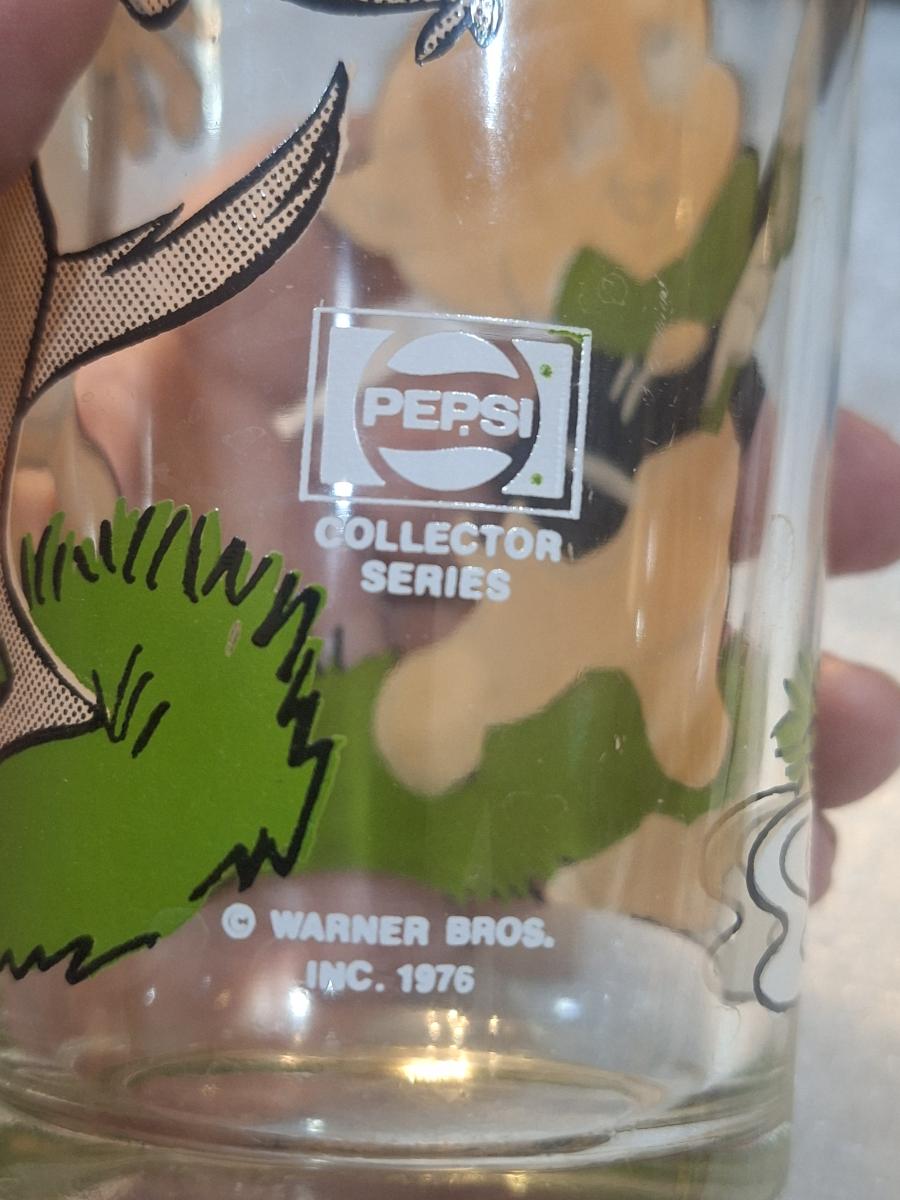 PEPSI
COLLECTOR
SERIES
© WARNER BROS.
INC. 1976